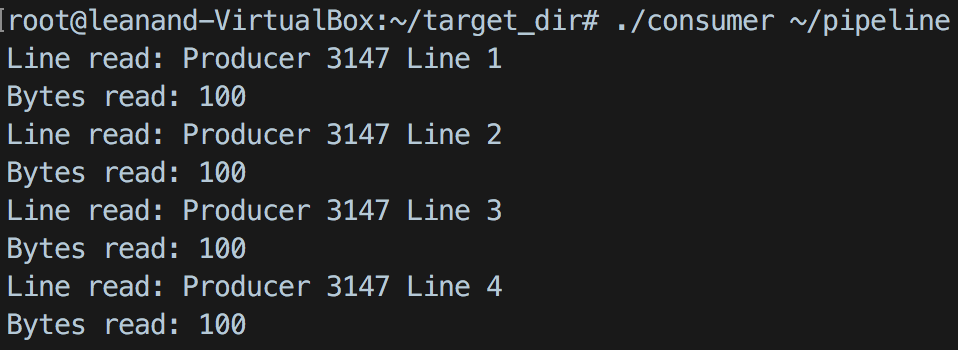 [root@leanand-VirtualBox:~/target_dir# ./consumer ~/pipeline
Line read: Producer 3147 Line 1
Bytes read: 100
Line read: Producer 3147 Line 2
Bytes read: 100
Line read: Producer 3147 Line 3
Bytes read: 100
Line read: Producer 3147 Line 4
Bytes read: 100